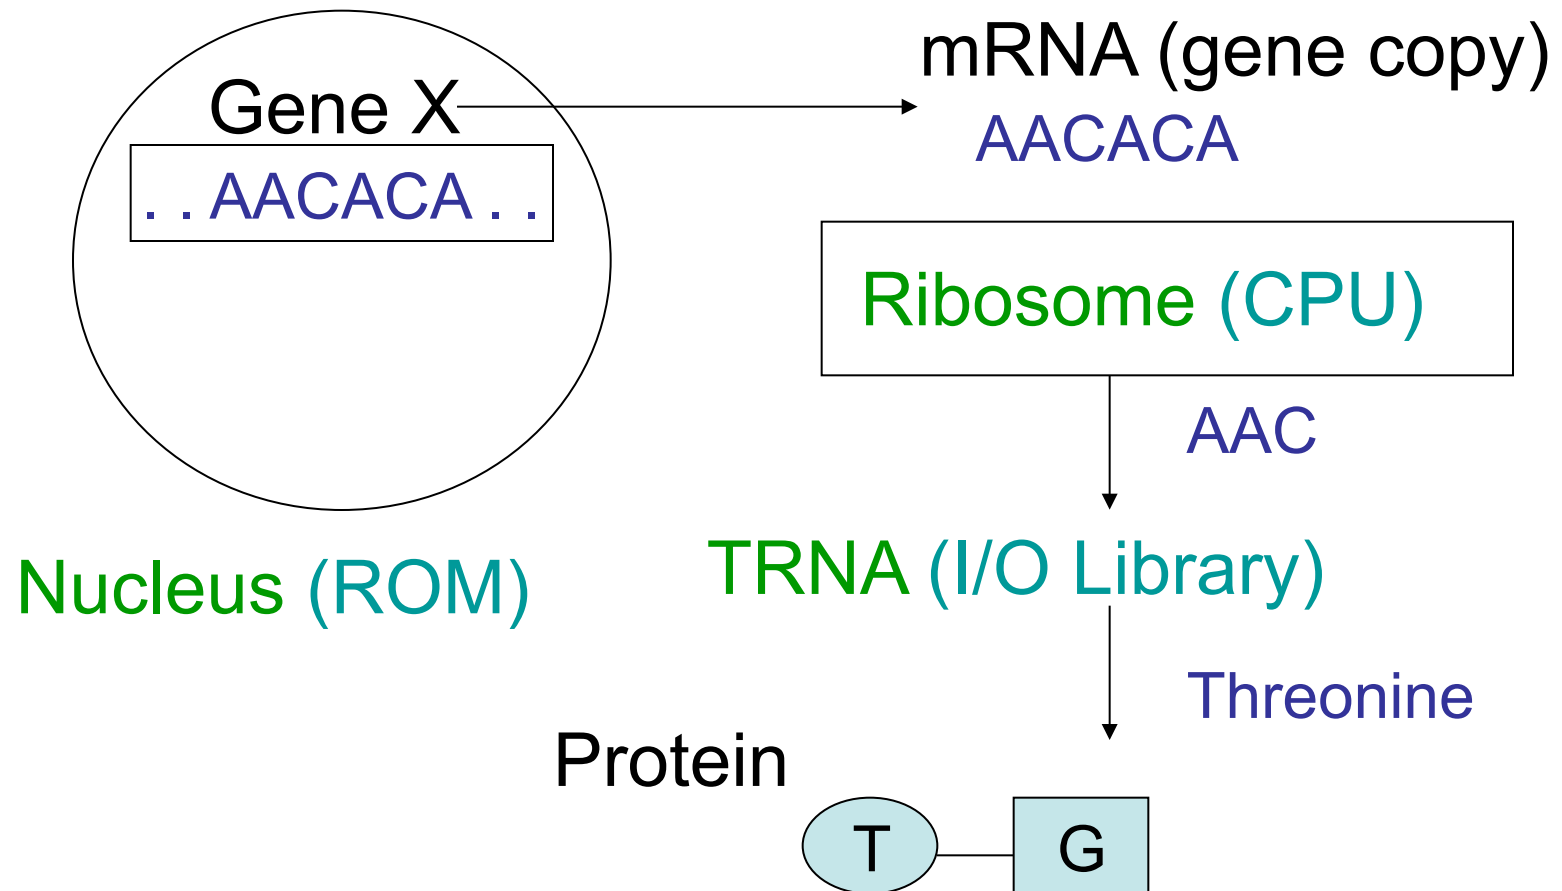 Gene X
. . AACACA . .
Nucleus (ROM)
mRNA (gene copy)
AACACA
Ribosome (CPU)
AAC
TRNA (I/O Library)
Threonine
Protein
T
G